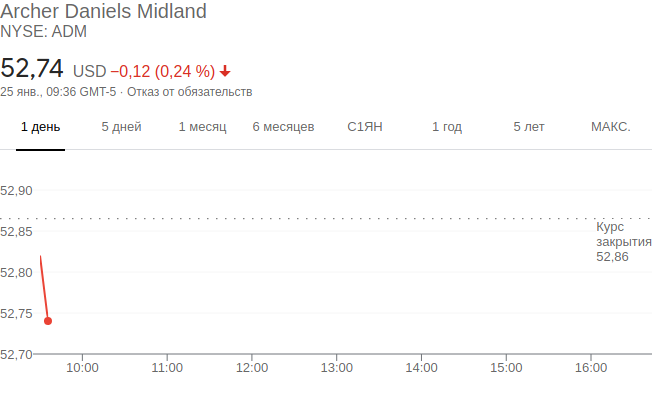 Archer Daniels Midland
NYSE: ADM
52,74 USD −0,12 (0,24 %)
25 янв., 09:36 GMT-5 · Отказ от обязательств
1 день 5 дней 1 месяц 6 месяцев С1ЯН 1 год 5 лет МАКС.
52,90
52,85
52,80
52,75
52,70
Курс
закрытия
52,86
10:00 11:00 12:00 13:00 14:00 15:00 16:00